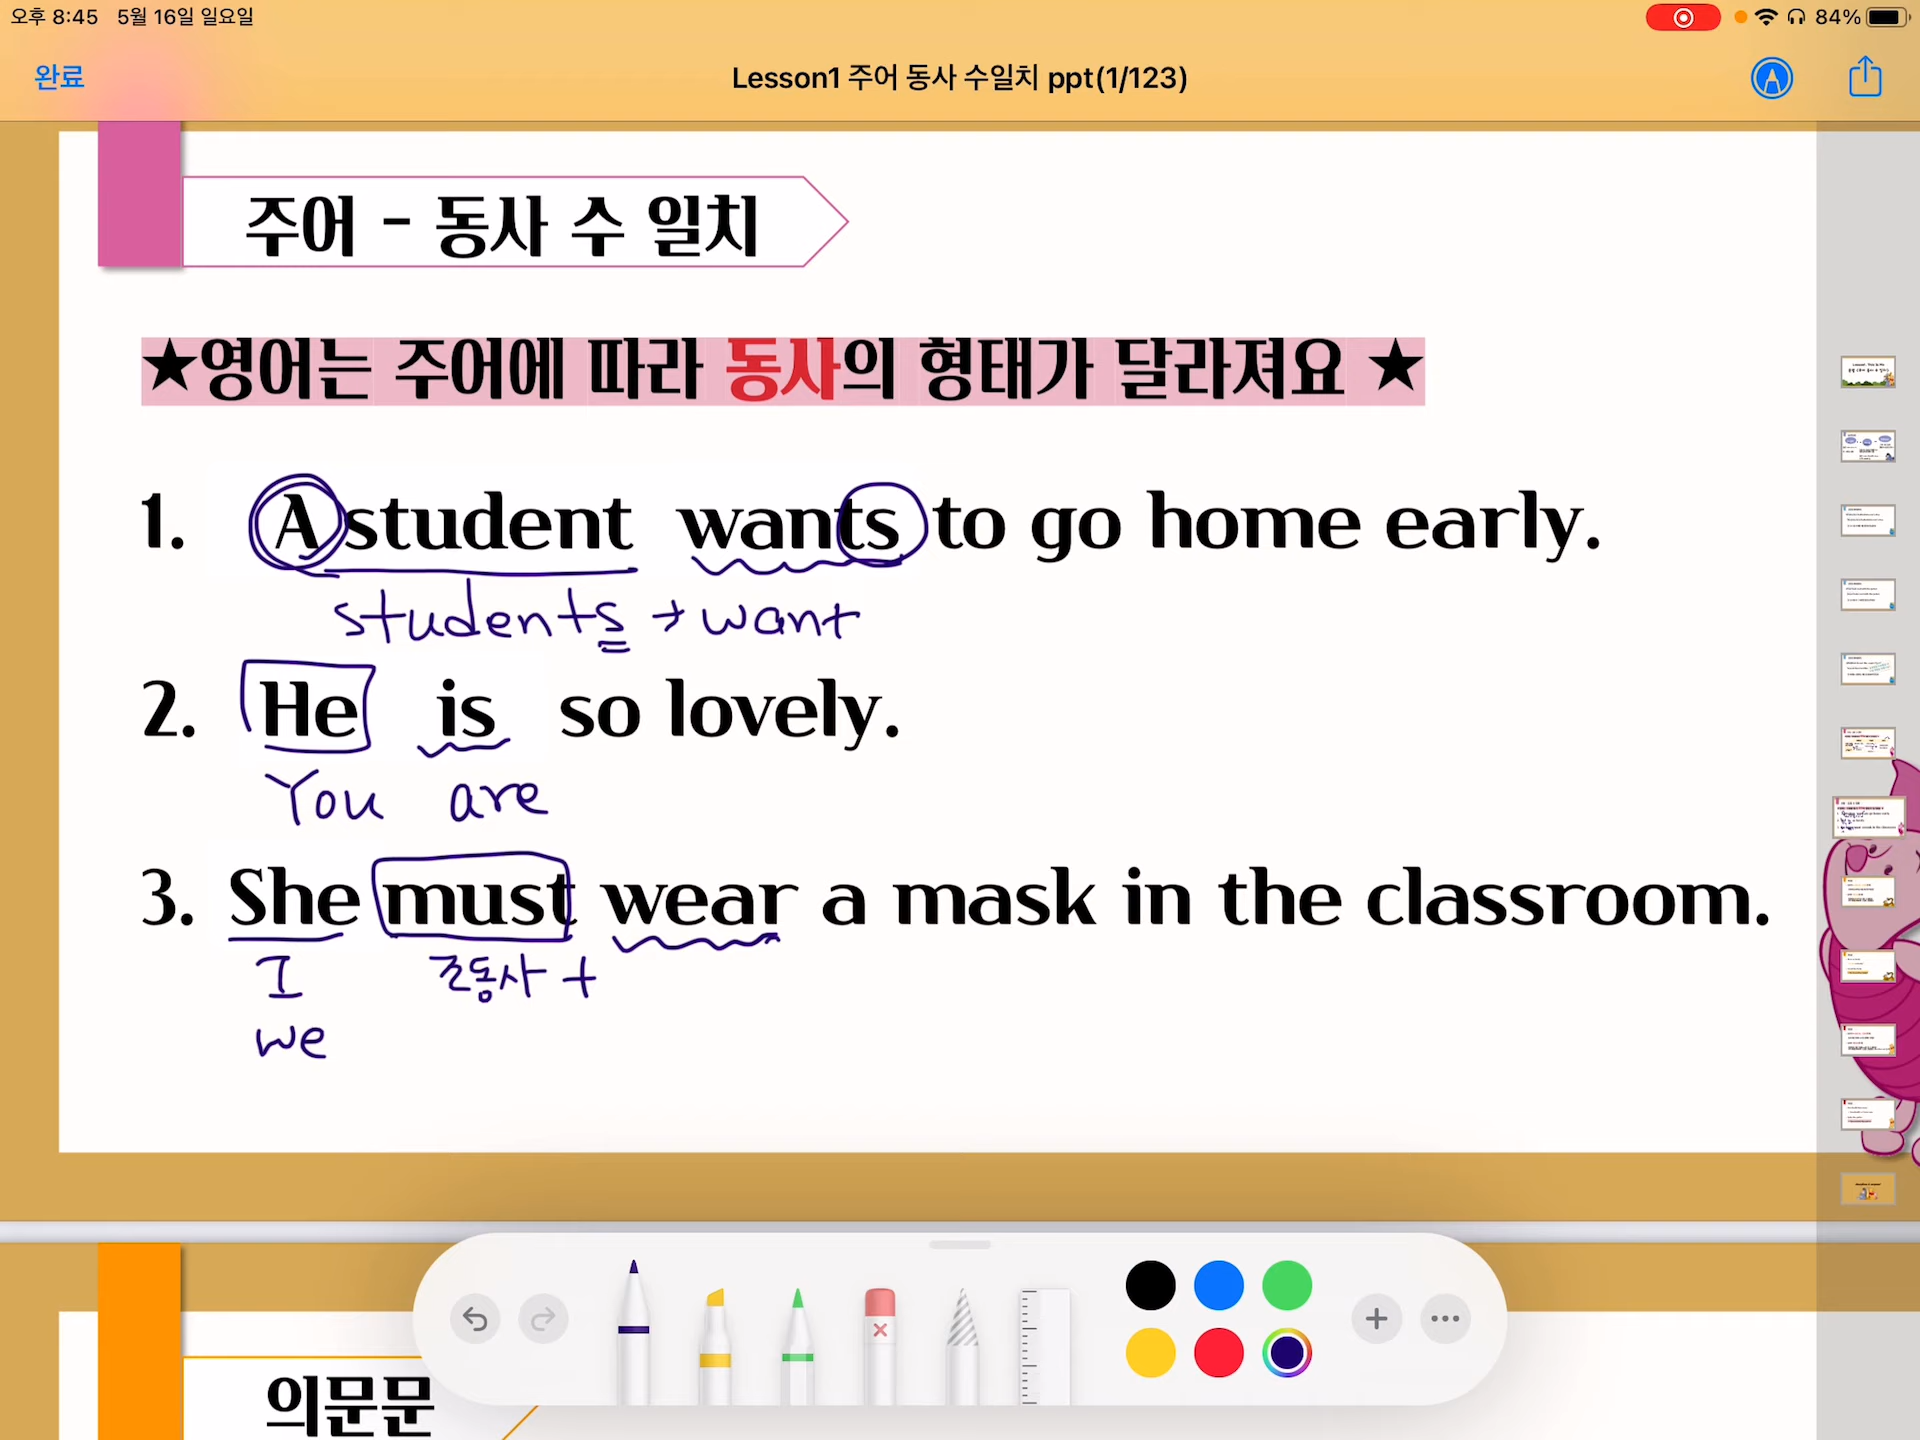 오후 8:45 5월 16일 일요일 84%
완료 Lesson1 주어 동사 수일치 ppt(1/123)
주어 - 동사 수 일치
★영어는 주어에 따라 동사의 형태가 달라져요 ★
1. A student wants to go home early.
students → want
2. He is so lovely.
You are
3. She must wear a mask in the classroom.
I 조동사 +
we
의문문